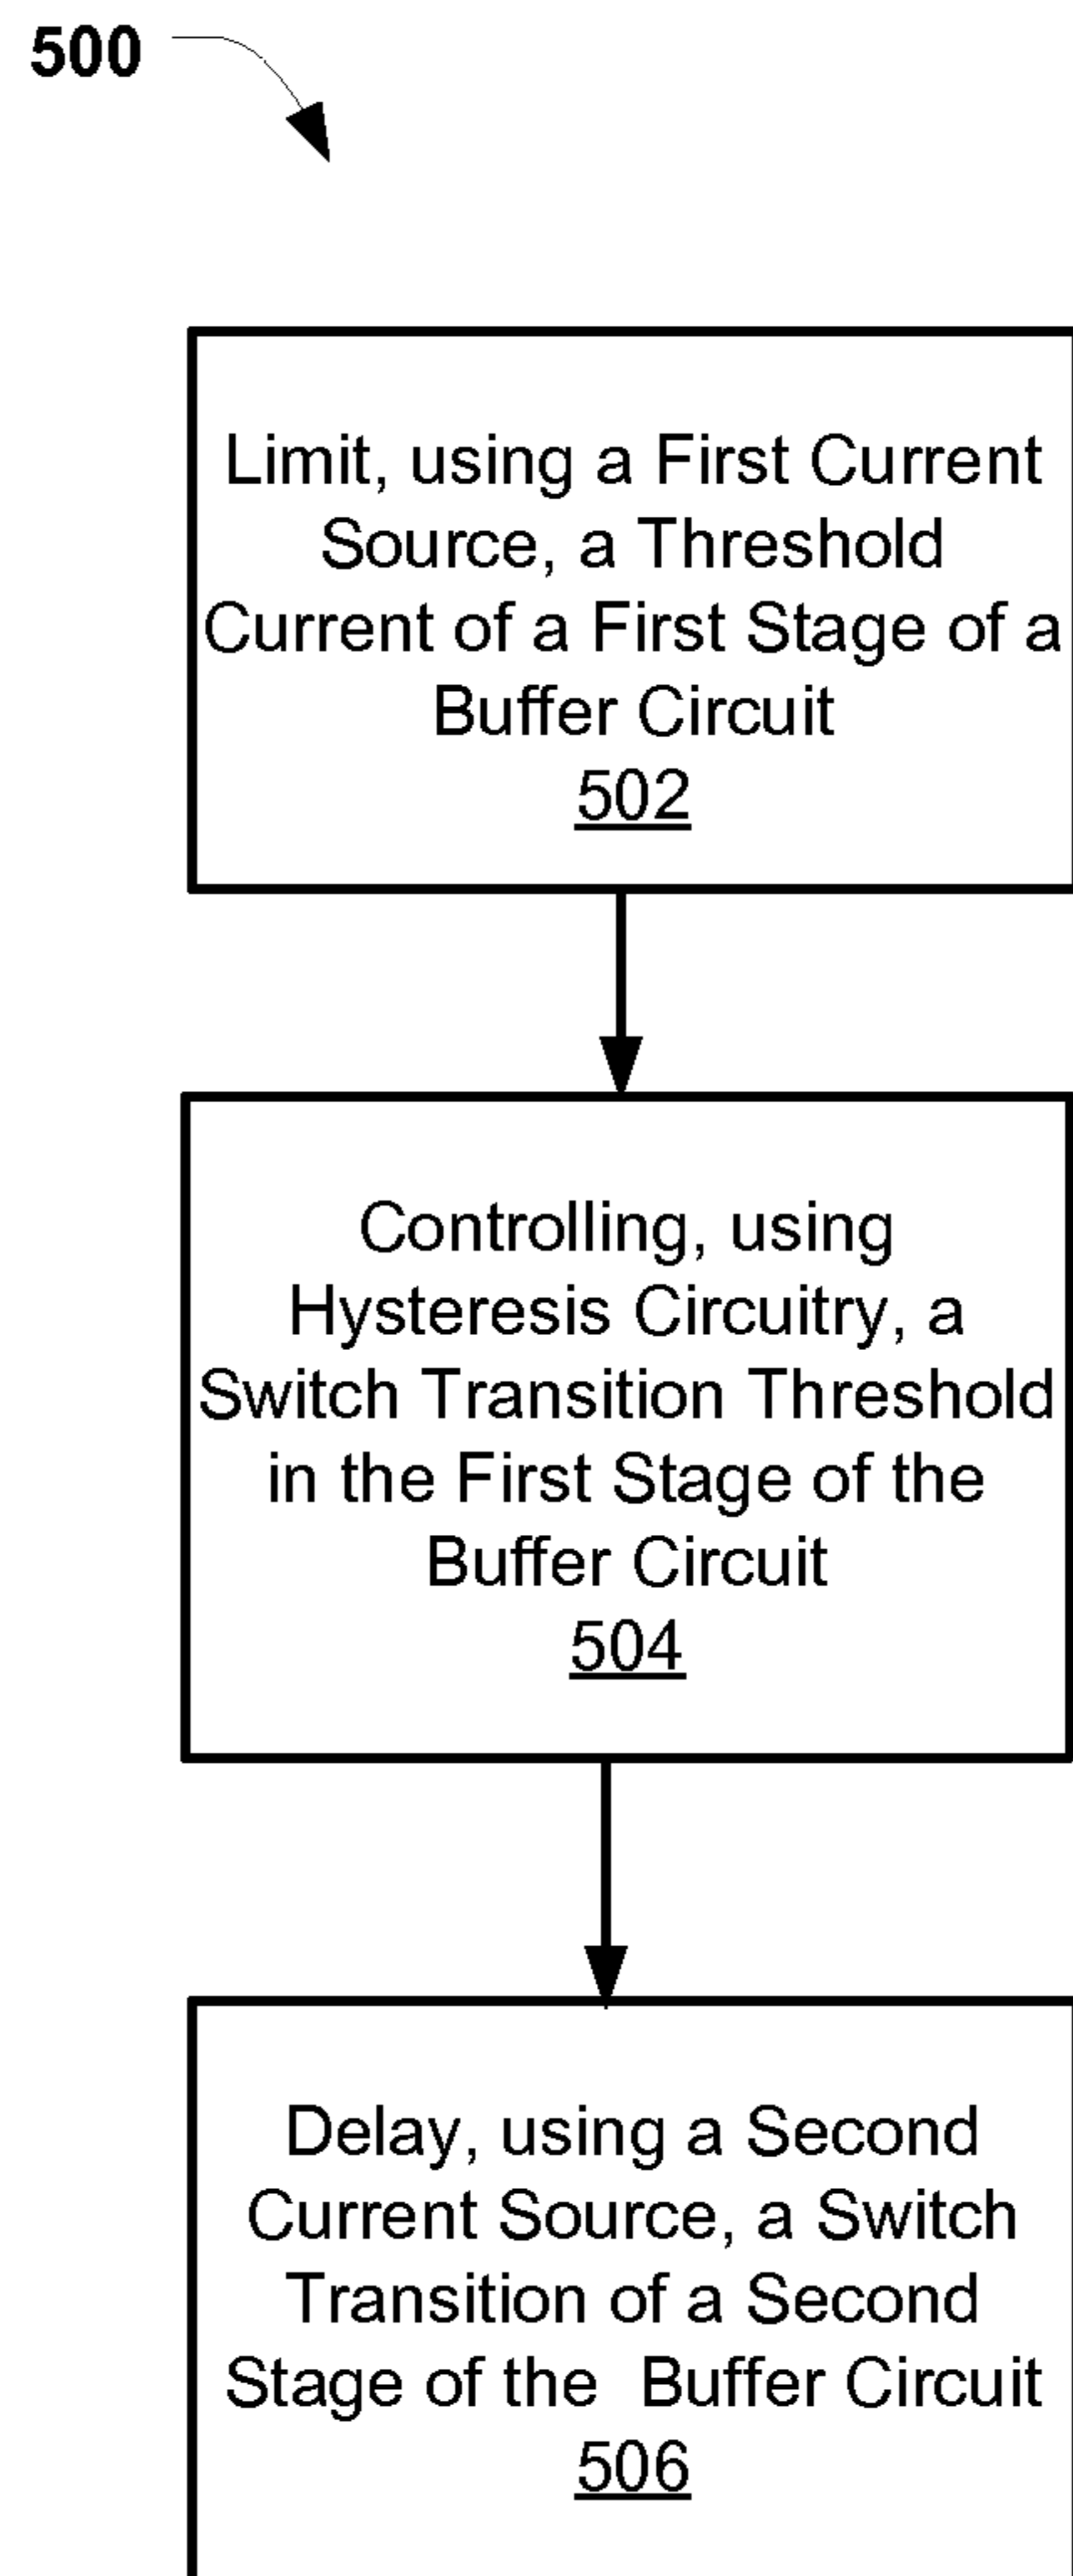 500
Limit, using a First Current
Source, a Threshold
Current of a First Stage of a
Buffer Circuit
502
Controlling, using
Hysteresis Circuitry, a
Switch Transition Threshold
in the First Stage of the
Buffer Circuit
504
Delay, using a Second
Current Source, a Switch
Transition of a Second
Stage of the  Buffer Circuit
506